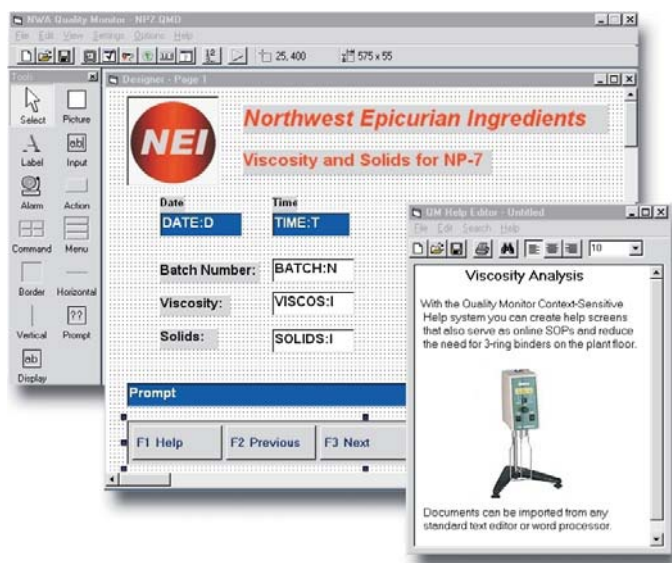 NWA Quality Monitor - NP7.QMD
File Edit View Settings Options Help
25, 400
575 x 55
Tools
Select Picture
Label Input
Alarm Action
Command Menu
Border Horizontal
Vertical Prompt
Display
Designer - Page 1
NEI
Northwest Epicurian Ingredients
Viscosity and Solids for NP-7
Date Time
DATE:D TIME:T
Batch Number: BATCH:N
Viscosity: VISCOS:I
Solids: SOLIDS:I
Prompt
F1 Help F2 Previous F3 Next
QM Help Editor - Untitled
File Edit Search Help
10
Viscosity Analysis
With the Quality Monitor Context-Sensitive
Help system you can create help screens
that also serve as online SOPs and reduce
the need for 3-ring binders on the plant floor.
Documents can be imported from any
standard text editor or word processor.